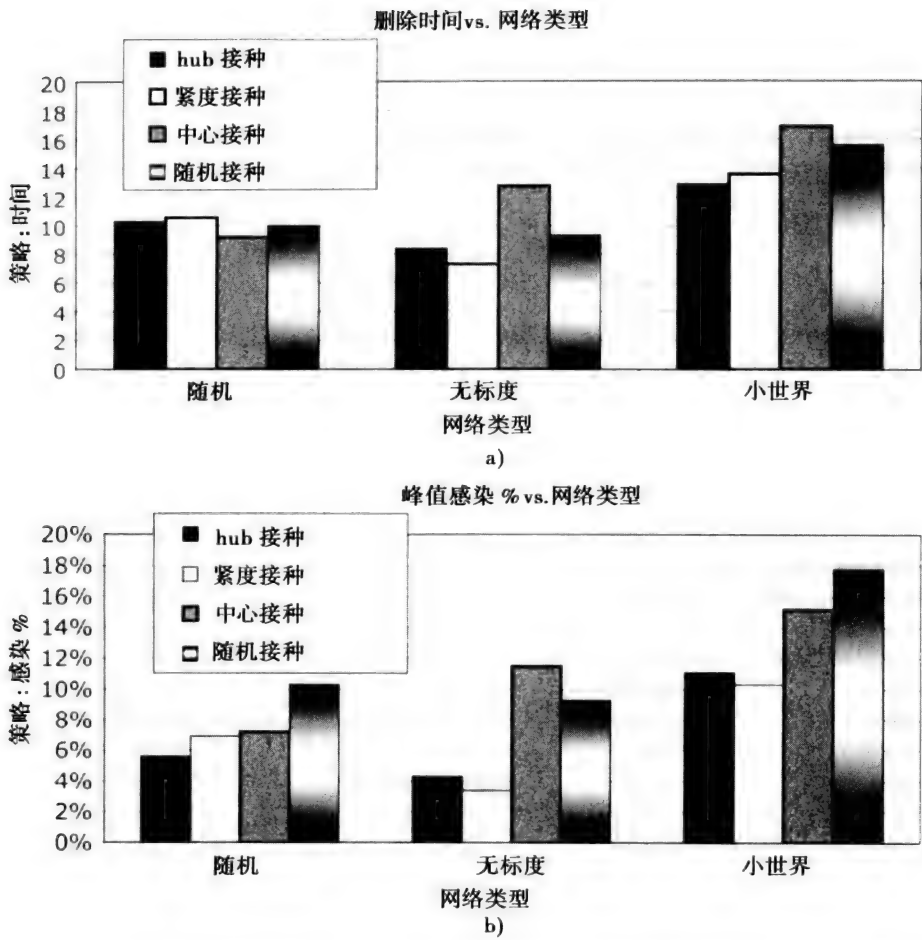 删除时间vs. 网络类型
hub 接种
紧度接种
中心接种
随机接种
策略:时间
20
18
16
14
12
10
8
6
4
2
0
随机
无标度
小世界
网络类型
a)
峰值感染 % vs.网络类型
hub 接种
紧度接种
中心接种
随机接种
策略:感染 %
20%
18%
16%
14%
12%
10%
8%
6%
4%
2%
0%
随机
无标度
小世界
网络类型
b)